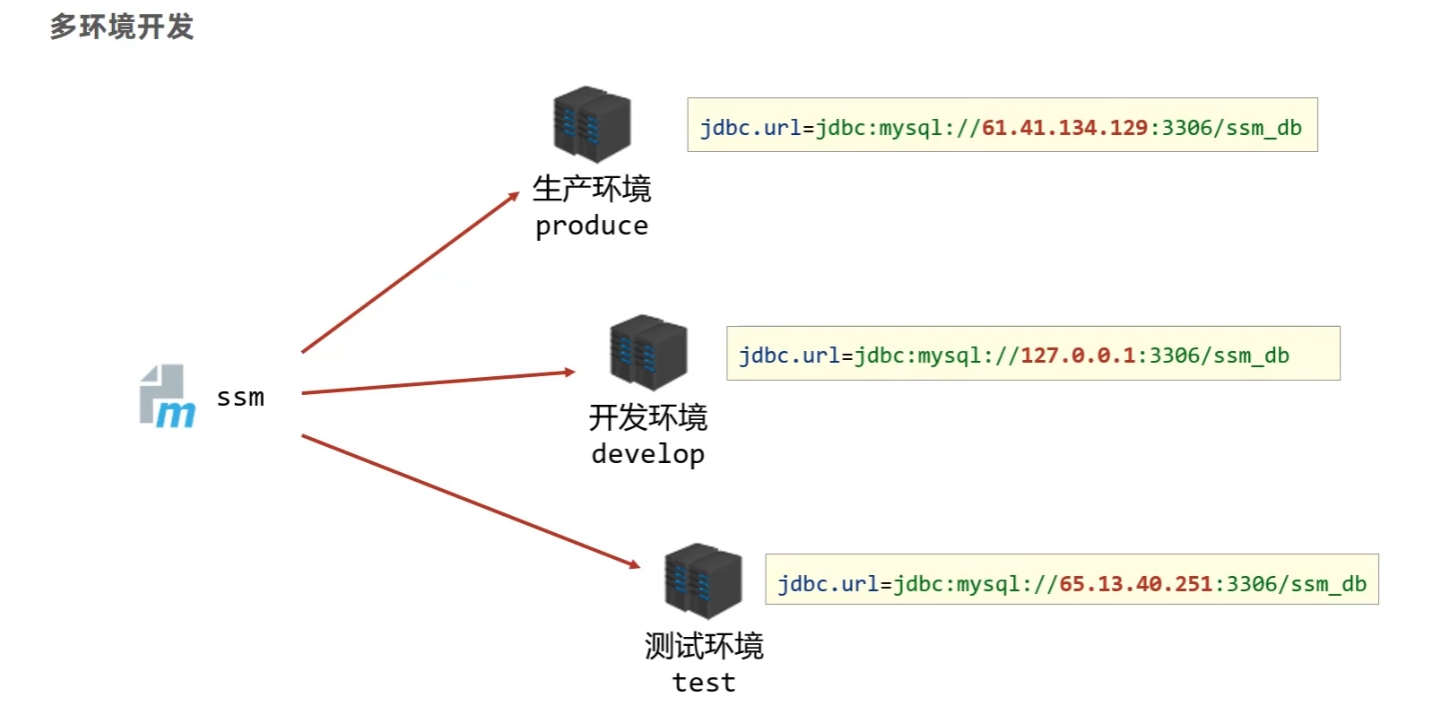 多环境开发
jdbc.url=jdbc:mysql://61.41.134.129:3306/ssm_db
生产环境
produce
jdbc.url=jdbc:mysql://127.0.0.1:3306/ssm_db
m
ssm
开发环境
develop
jdbc.url=jdbc:mysql://65.13.40.251:3306/ssm_db
测试环境
test